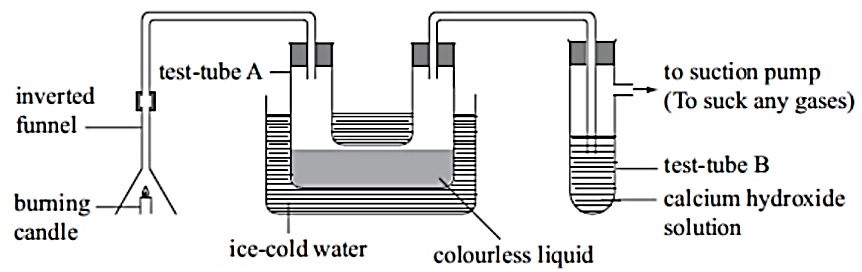 test-tube A
to suction pump
(To suck any gases)
inverted
funnel
test-tube B
burning
candle
calcium hydroxide
solution
ice-cold water
colourless liquid